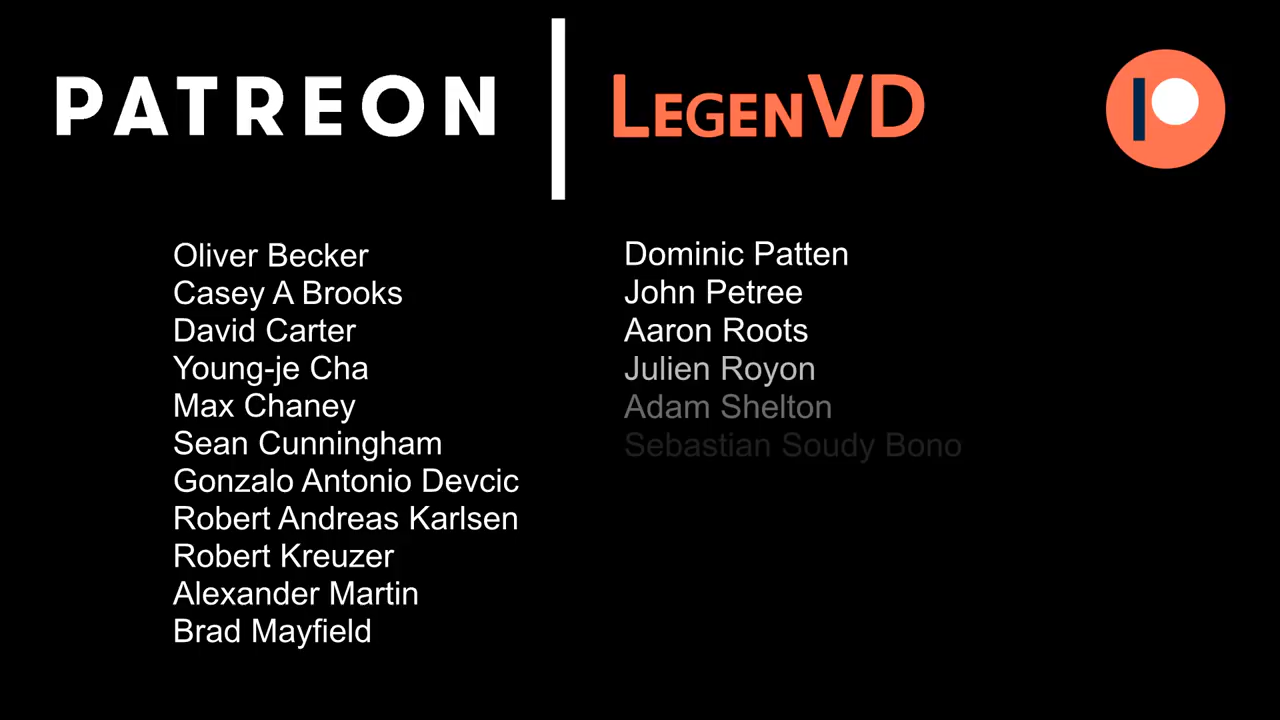 PATREON
LEGENVD
Oliver Becker
Casey A Brooks
David Carter
Young-je Cha
Max Chaney
Sean Cunningham
Gonzalo Antonio Devcic
Robert Andreas Karlsen
Robert Kreuzer
Alexander Martin
Brad Mayfield
Dominic Patten
John Petree
Aaron Roots
Julien Royon
Adam Shelton
Sebastian Soudy Bono